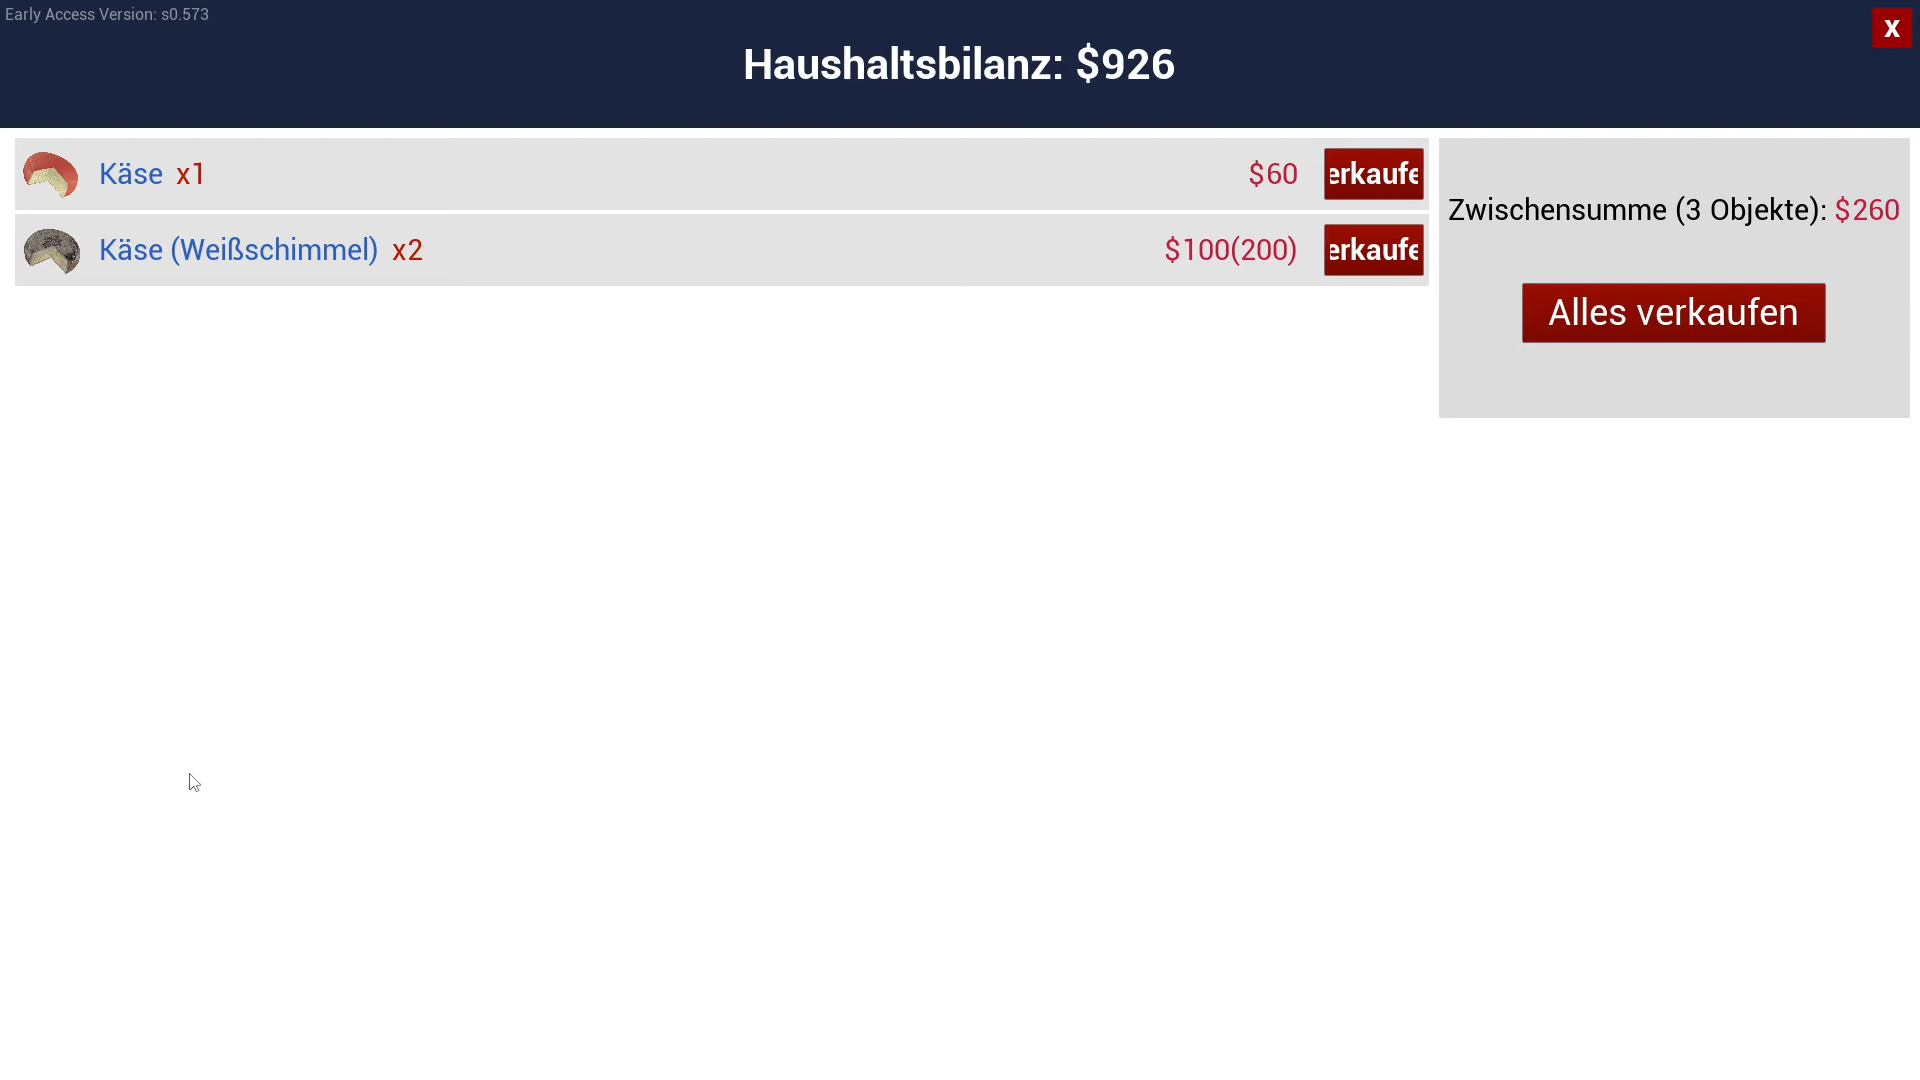 Early Access Version: s0.573
X
Haushaltsbilanz: $926
Käse x1 $60 erkaufe
Zwischensumme (3 Objekte): $260
Käse (Weißschimmel) x2 $100(200) erkaufe
Alles verkaufen